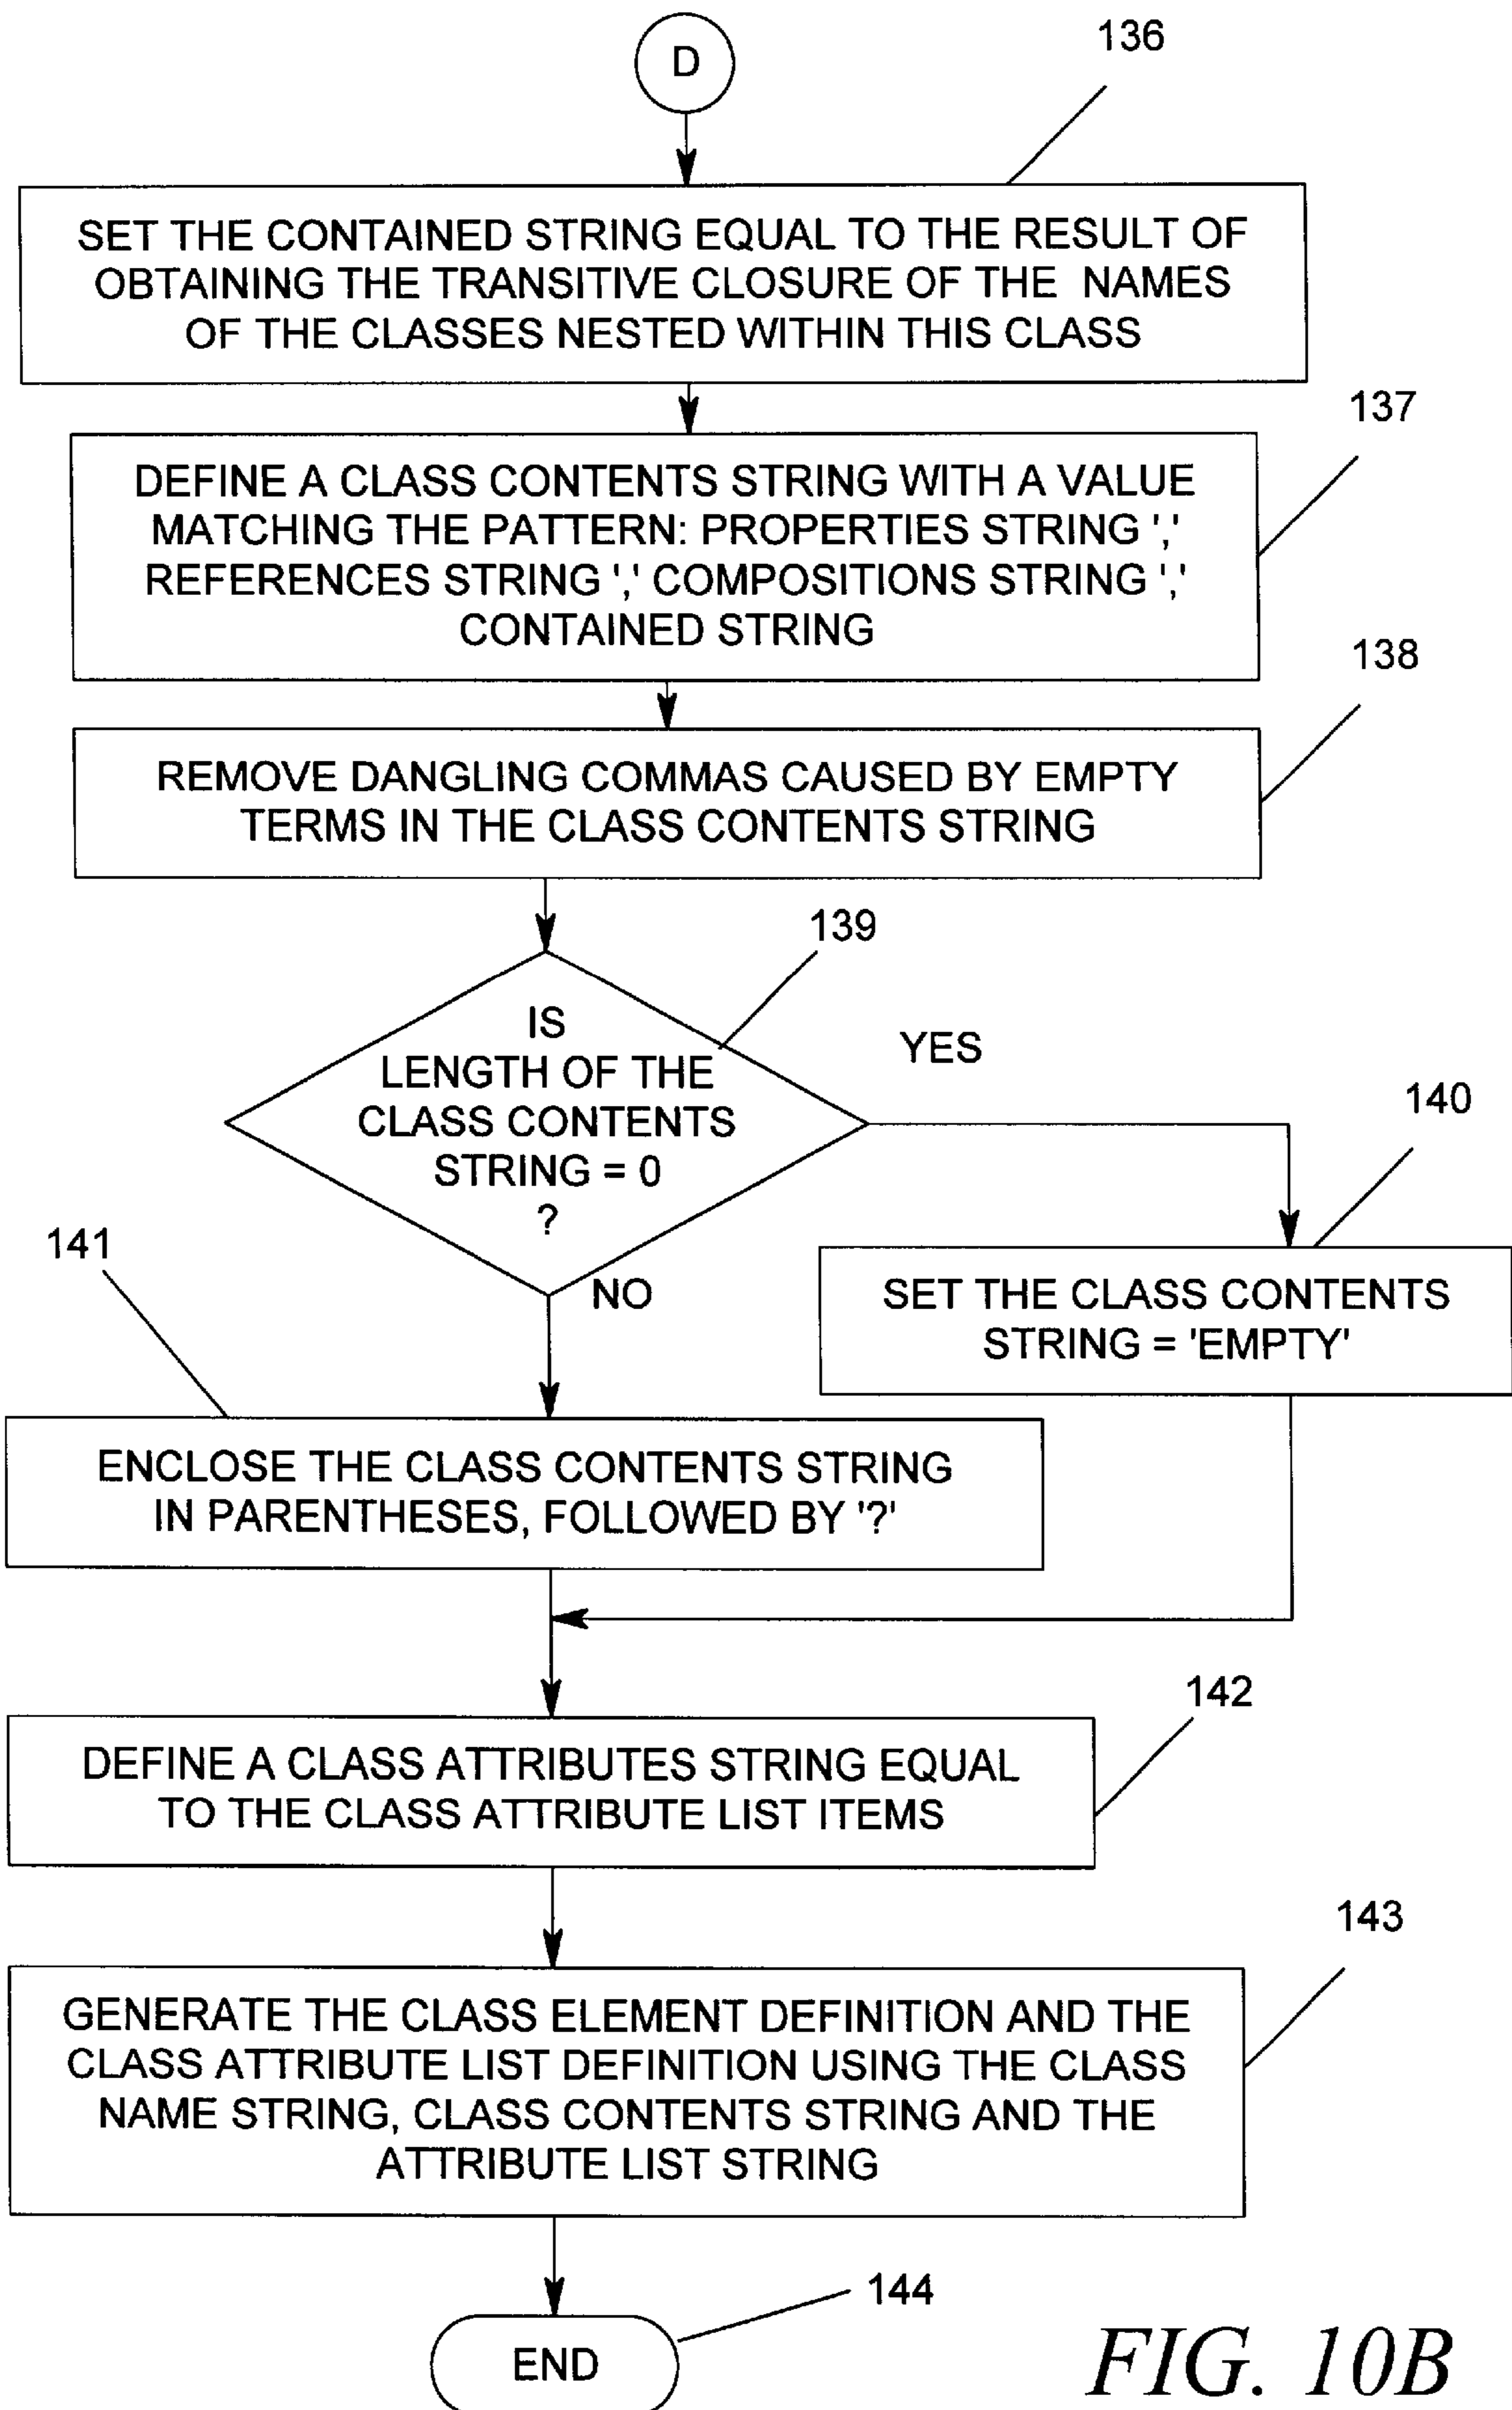 D
136
SET THE CONTAINED STRING EQUAL TO THE RESULT OF
OBTAINING THE TRANSITIVE CLOSURE OF THE NAMES
OF THE CLASSES NESTED WITHIN THIS CLASS
137
DEFINE A CLASS CONTENTS STRING WITH A VALUE
MATCHING THE PATTERN: PROPERTIES STRING ','
REFERENCES STRING ',' COMPOSITIONS STRING ','
CONTAINED STRING
138
REMOVE DANGLING COMMAS CAUSED BY EMPTY
TERMS IN THE CLASS CONTENTS STRING
139
IS
LENGTH OF THE
CLASS CONTENTS
STRING = 0
?
YES
140
SET THE CLASS CONTENTS
STRING = 'EMPTY'
NO
141
ENCLOSE THE CLASS CONTENTS STRING
IN PARENTHESES, FOLLOWED BY '?'
142
DEFINE A CLASS ATTRIBUTES STRING EQUAL
TO THE CLASS ATTRIBUTE LIST ITEMS
143
GENERATE THE CLASS ELEMENT DEFINITION AND THE
CLASS ATTRIBUTE LIST DEFINITION USING THE CLASS
NAME STRING, CLASS CONTENTS STRING AND THE
ATTRIBUTE LIST STRING
144
END
FIG. 10B